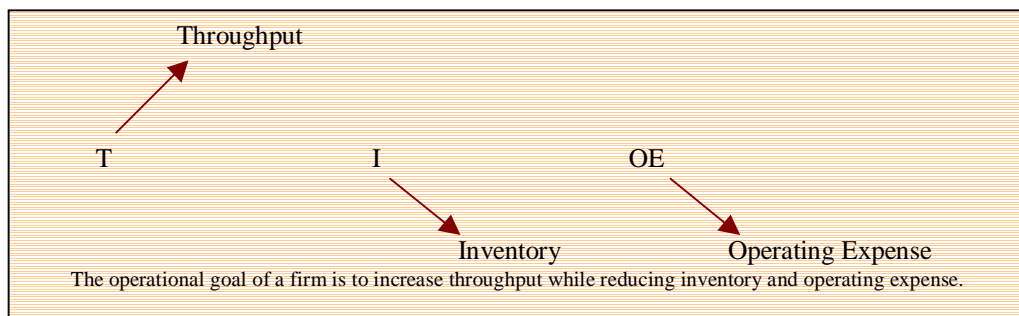 Throughput
T I OE
Inventory Operating Expense
The operational goal of a firm is to increase throughput while reducing inventory and operating expense.